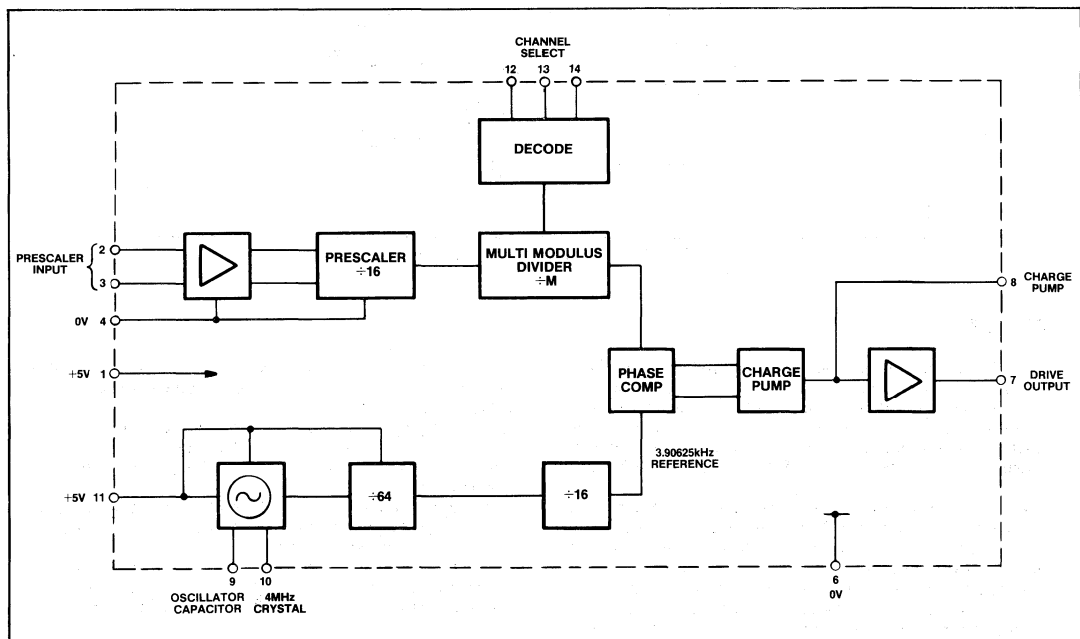 CHANNEL
SELECT
12 13 14
DECODE
PRESCALER
INPUT
2
3
PRESCALER
÷16
MULTI MODULUS
DIVIDER
÷M
0V 4
8 CHARGE
PUMP
+5V 1
PHASE
COMP
CHARGE
PUMP
7 DRIVE
OUTPUT
3.90625kHz
REFERENCE
+5V 11
÷64
÷16
9 10
OSCILLATOR
CAPACITOR
4MHz
CRYSTAL
6
0V